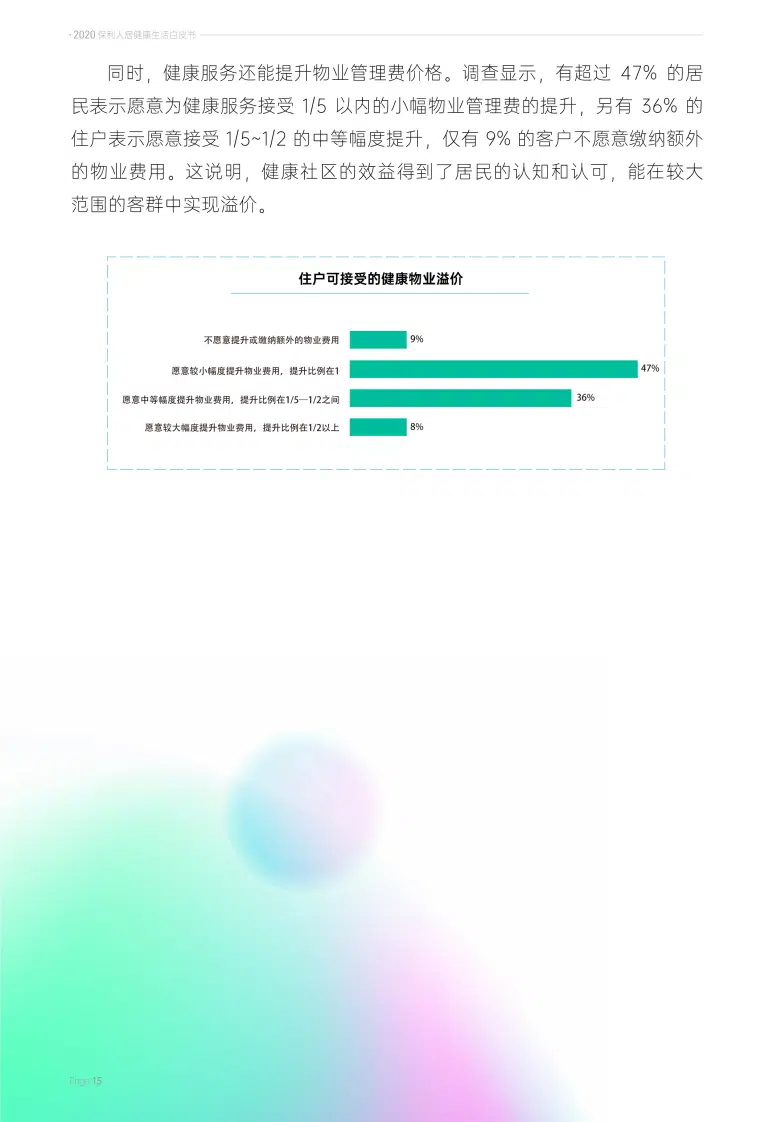 · 2020 保利人居健康生活白皮书
同时，健康服务还能提升物业管理费价格。调查显示，有超过 47% 的居
民表示愿意为健康服务接受 1/5 以内的小幅物业管理费的提升，另有 36% 的
住户表示愿意接受 1/5~1/2 的中等幅度提升，仅有 9% 的客户不愿意缴纳额外
的物业费用。这说明，健康社区的效益得到了居民的认知和认可，能在较大
范围的客群中实现溢价。
住户可接受的健康物业溢价
不愿意提升或缴纳额外的物业费用 9%
愿意较小幅度提升物业费用，提升比例在1 47%
愿意中等幅度提升物业费用，提升比例在1/5—1/2之间 36%
愿意较大幅度提升物业费用，提升比例在1/2以上 8%
Page 15